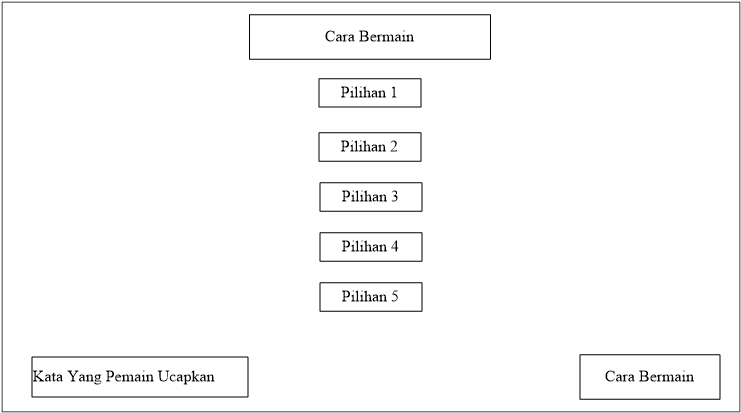 Cara Bermain
Pilihan 1
Pilihan 2
Pilihan 3
Pilihan 4
Pilihan 5
Kata Yang Pemain Ucapkan
Cara Bermain